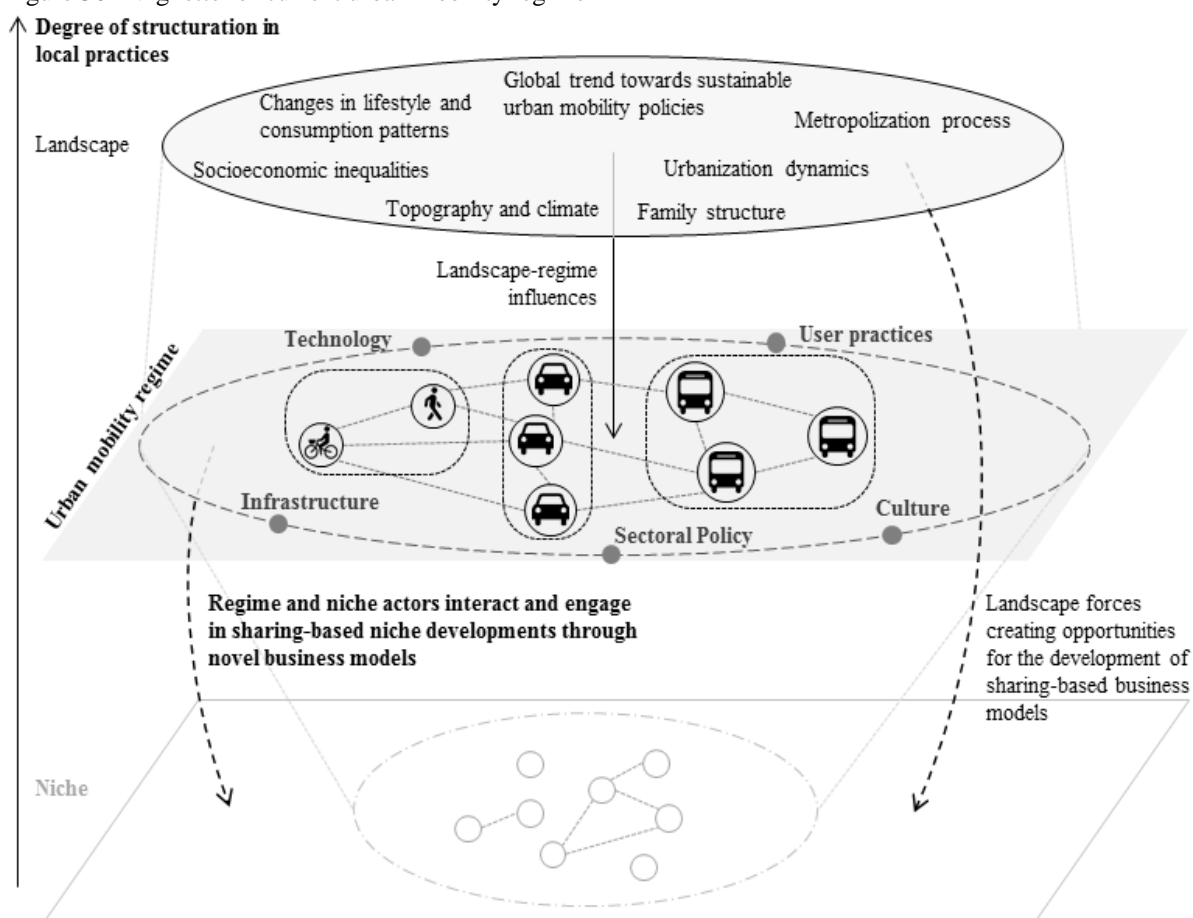 Degree of structuration in
local practices
Global trend towards sustainable
urban mobility policies
Changes in lifestyle and
consumption patterns
Metropolization process
Landscape
Socioeconomic inequalities
Urbanization dynamics
Topography and climate
Family structure
Landscape-regime
influences
Technology
User practices
Urban mobility regime
Infrastructure
Culture
Sectoral Policy
Regime and niche actors interact and engage
in sharing-based niche developments through
novel business models
Landscape forces
creating opportunities
for the development of
sharing-based business
models
Niche